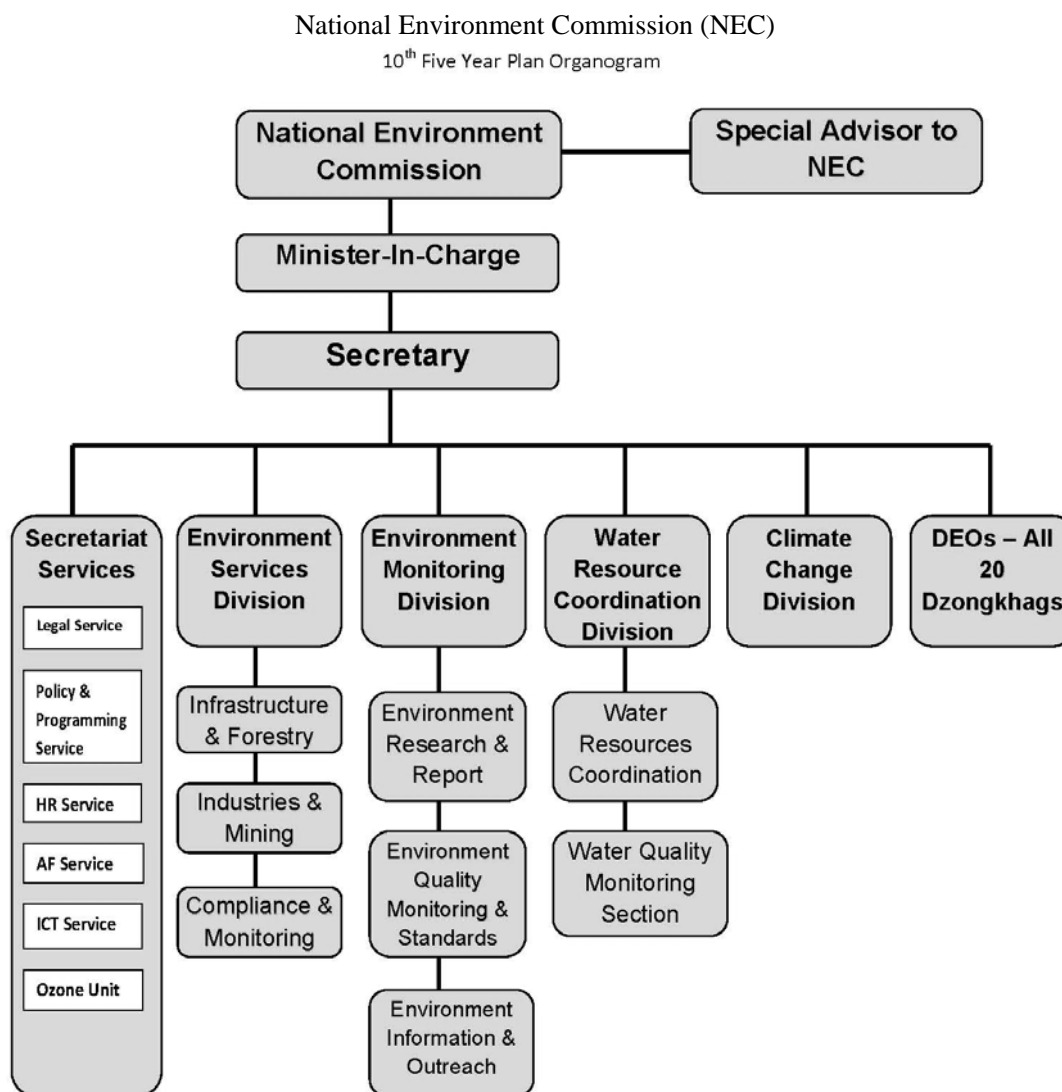 National Environment Commission (NEC)
10th Five Year Plan Organogram
National Environment
Commission
Special Advisor to
NEC
Minister-In-Charge
Secretary
Secretariat
Services
Legal Service
Policy &
Programming
Service
HR Service
AF Service
ICT Service
Ozone Unit
Environment
Services
Division
Infrastructure
& Forestry
Industries &
Mining
Compliance &
Monitoring
Environment
Monitoring
Division
Environment
Research &
Report
Environment
Quality
Monitoring &
Standards
Environment
Information &
Outreach
Water
Resource
Coordination
Division
Water
Resources
Coordination
Water Quality
Monitoring
Section
Climate
Change
Division
DEOs – All
20
Dzongkhags